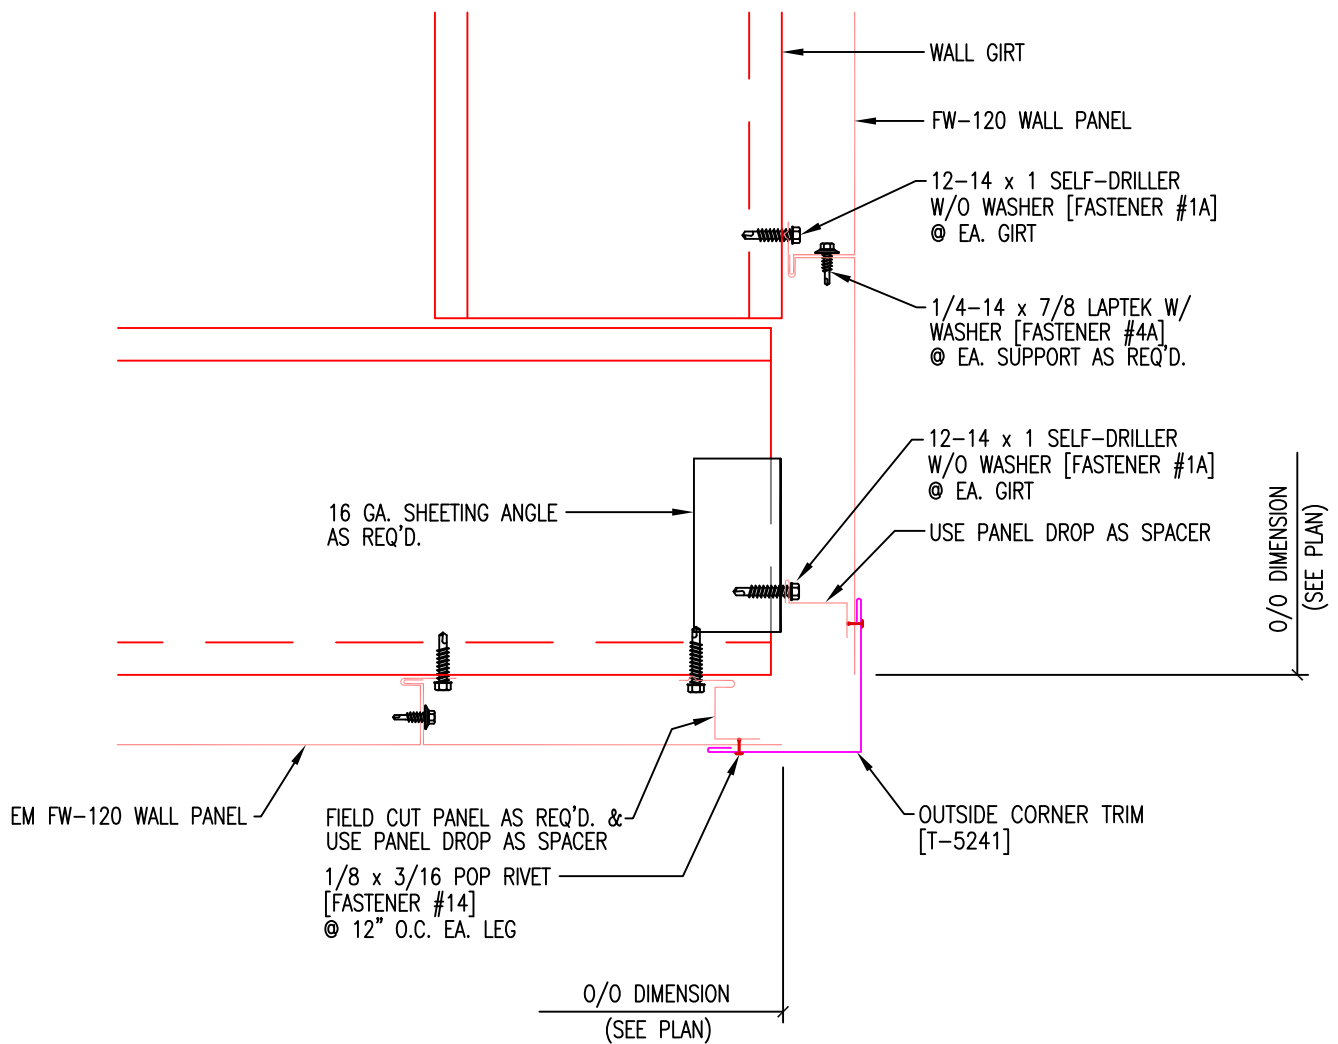 WALL GIRT
FW-120 WALL PANEL
12-14 x 1 SELF-DRILLER
W/O WASHER [FASTENER #1A]
@ EA. GIRT
1/4-14 x 7/8 LAPTEK W/
WASHER [FASTENER #4A]
@ EA. SUPPORT AS REQ'D.
12-14 x 1 SELF-DRILLER
W/O WASHER [FASTENER #1A]
@ EA. GIRT
16 GA. SHEETING ANGLE
AS REQ'D.
USE PANEL DROP AS SPACER
O/O DIMENSION
(SEE PLAN)
EM FW-120 WALL PANEL
FIELD CUT PANEL AS REQ'D. &
USE PANEL DROP AS SPACER
OUTSIDE CORNER TRIM
[T-5241]
1/8 x 3/16 POP RIVET
[FASTENER #14]
@ 12" O.C. EA. LEG
O/O DIMENSION
(SEE PLAN)